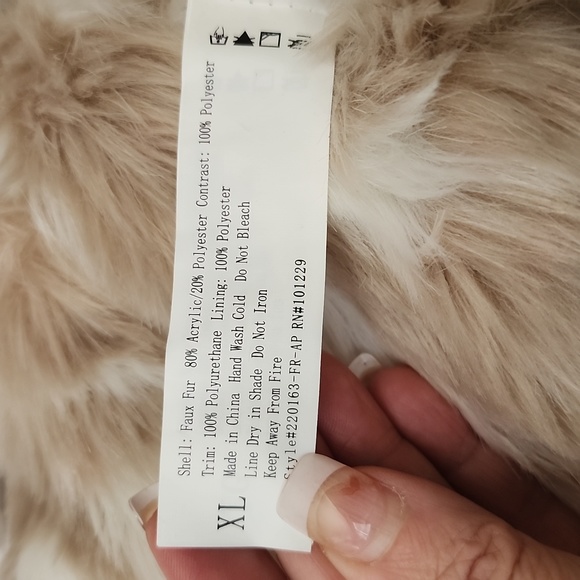 Shell: Faux Fur 80% Acrylic/20% Polyester Contrast: 100% Polyester
Trim: 100% Polyurethane Lining: 100% Polyester
Made in China Hand Wash Cold Do Not Bleach
Line Dry in Shade Do Not Iron
Keep Away From Fire
Style#220163-FR-AP RN#101229
XL